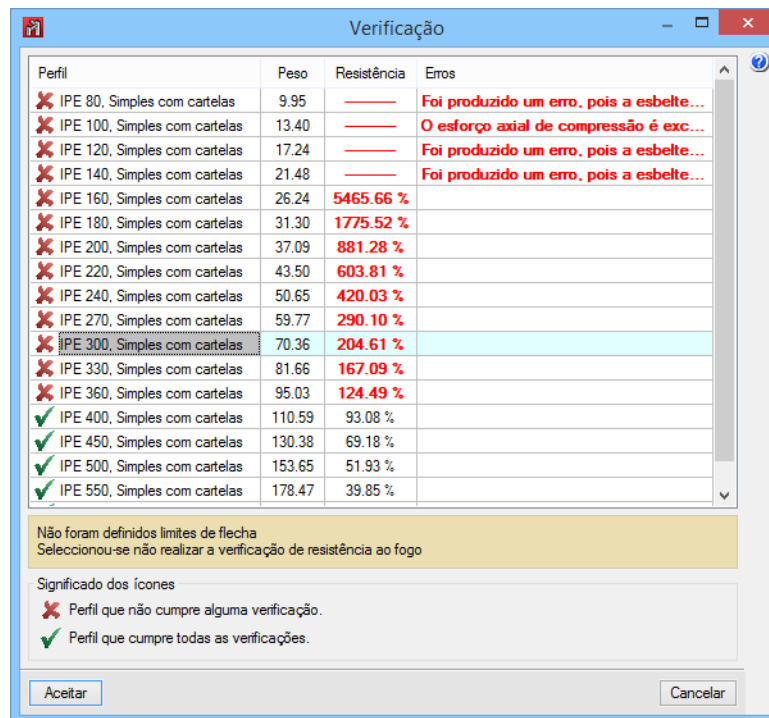 Verificação
Perfil Peso Resistência Erros
IPE 80, Simples com cartelas 9.95 Foi produzido um erro, pois a esbelte...
IPE 100, Simples com cartelas 13.40 O esforço axial de compressão é exc...
IPE 120, Simples com cartelas 17.24 Foi produzido um erro, pois a esbelte...
IPE 140, Simples com cartelas 21.48 Foi produzido um erro, pois a esbelte...
IPE 160, Simples com cartelas 26.24 5465.66 %
IPE 180, Simples com cartelas 31.30 1775.52 %
IPE 200, Simples com cartelas 37.09 881.28 %
IPE 220, Simples com cartelas 43.50 603.81 %
IPE 240, Simples com cartelas 50.65 420.03 %
IPE 270, Simples com cartelas 59.77 290.10 %
IPE 300, Simples com cartelas 70.36 204.61 %
IPE 330, Simples com cartelas 81.66 167.09 %
IPE 360, Simples com cartelas 95.03 124.49 %
IPE 400, Simples com cartelas 110.59 93.08 %
IPE 450, Simples com cartelas 130.38 69.18 %
IPE 500, Simples com cartelas 153.65 51.93 %
IPE 550, Simples com cartelas 178.47 39.85 %
Não foram definidos limites de flecha
Seleccionou-se não realizar a verificação de resistência ao fogo
Significado dos ícones
Perfil que não cumpre alguma verificação.
Perfil que cumpre todas as verificações.
Aceitar Cancelar